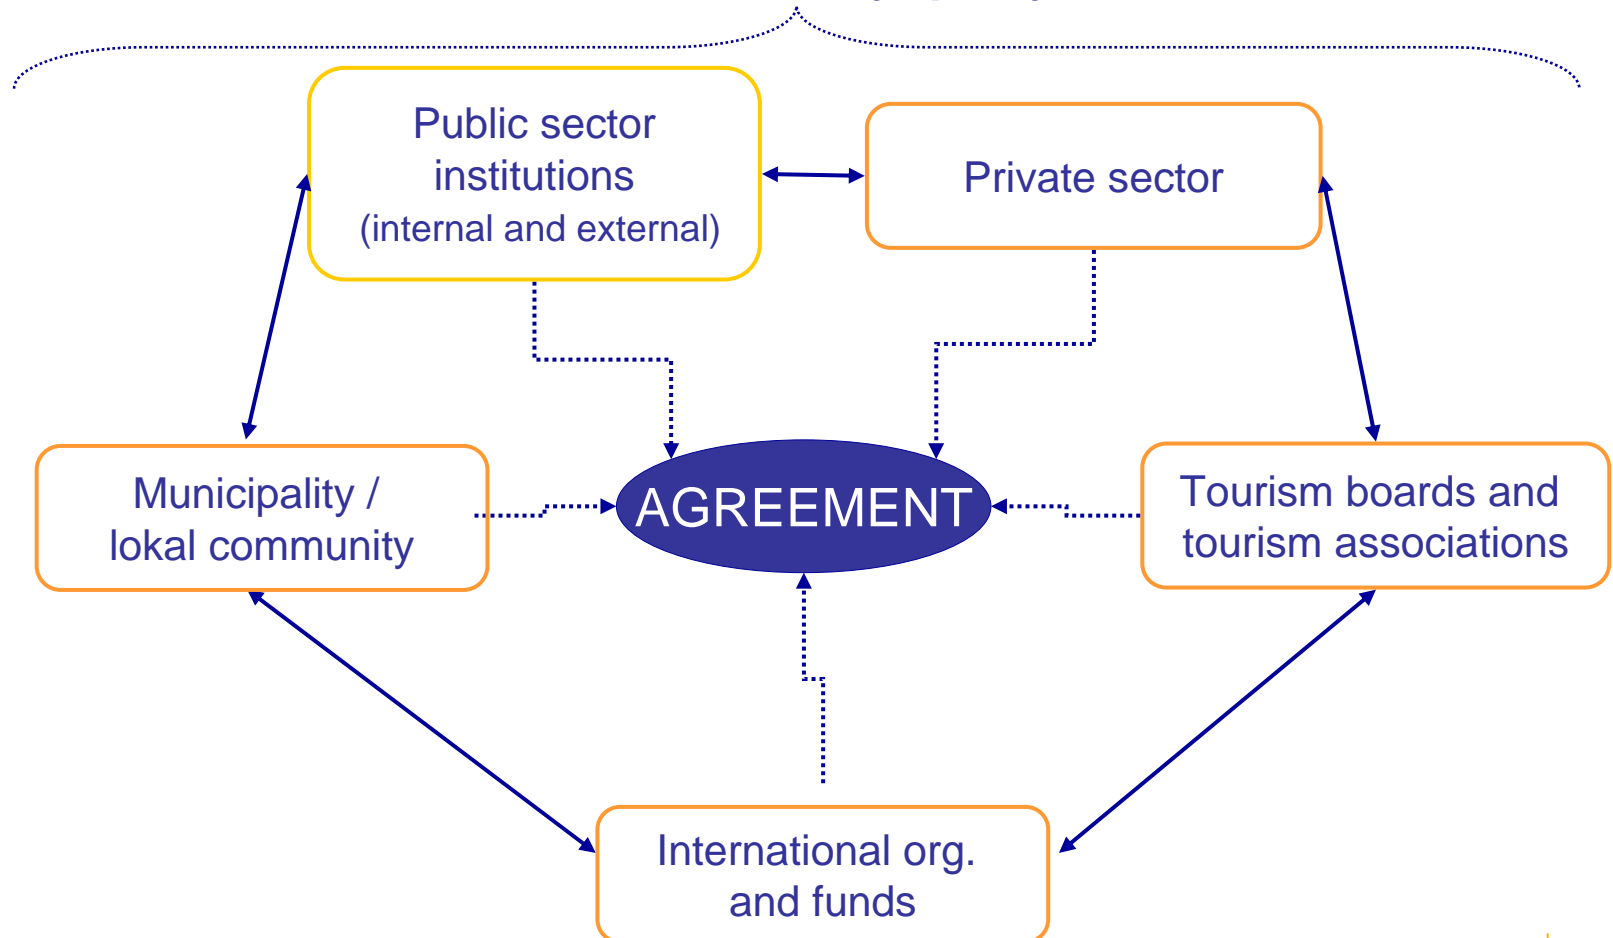 Public sector
institutions
(internal and external)
Private sector
Municipality /
lokal community
AGREEMENT
Tourism boards and
tourism associations
International org.
and funds